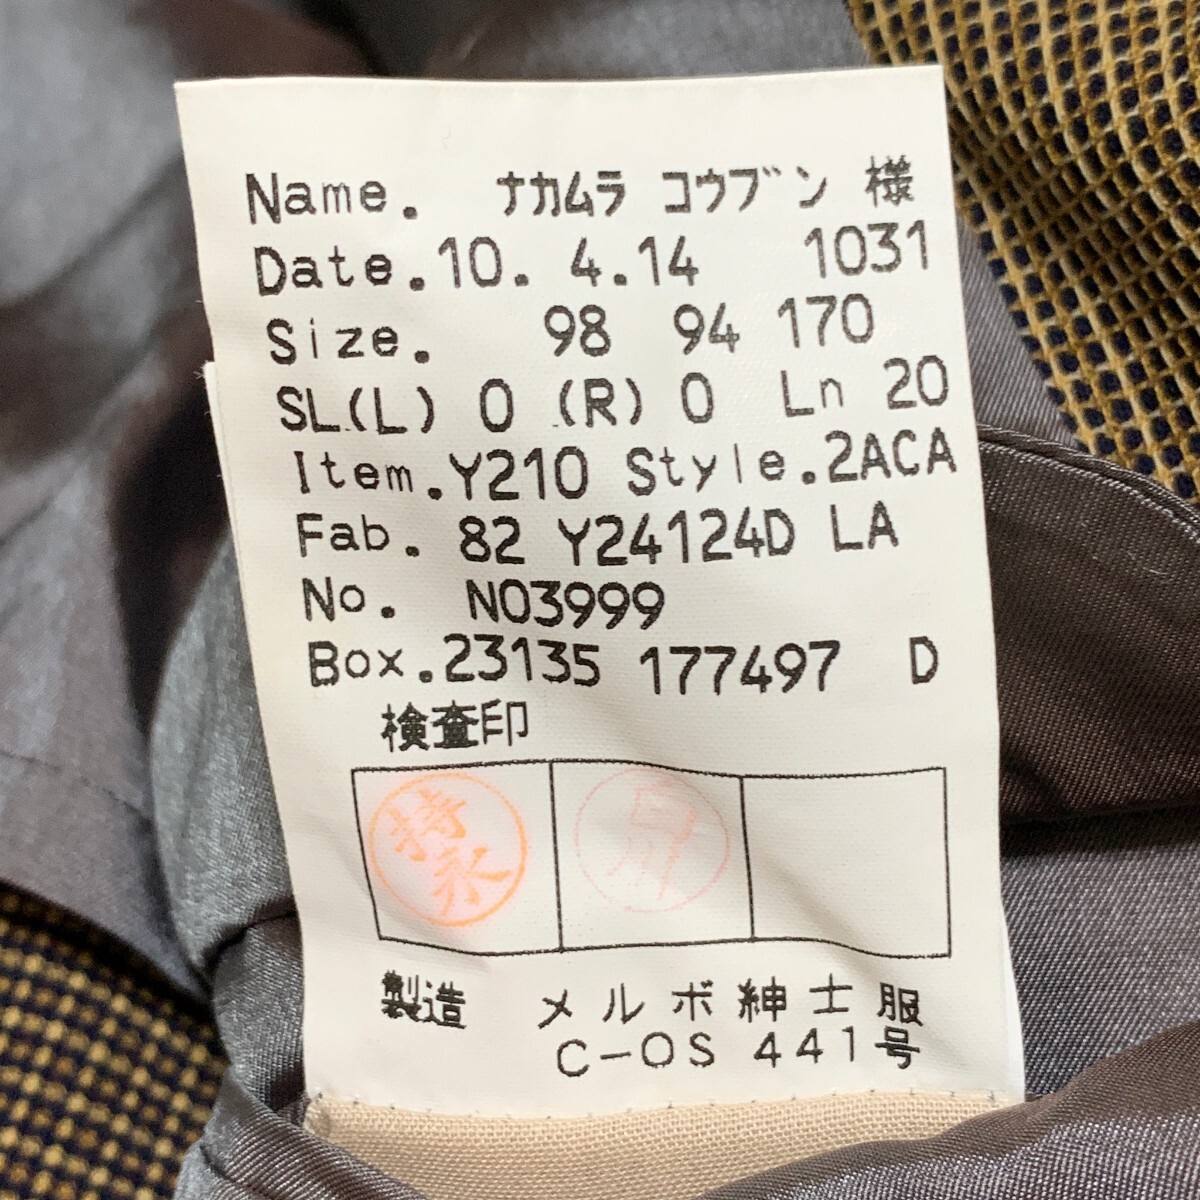 Name. ナカムラ コウブン 様
Date.10. 4.14 1031
Size. 98 94 170
SL(L) 0 (R) 0 Ln 20
Item.Y210 Style.2ACA
Fab. 82 Y24124D LA
No. N03999
Box.23135 177497 D
検査印
持永
製造 メルボ紳士服
C-OS 441号